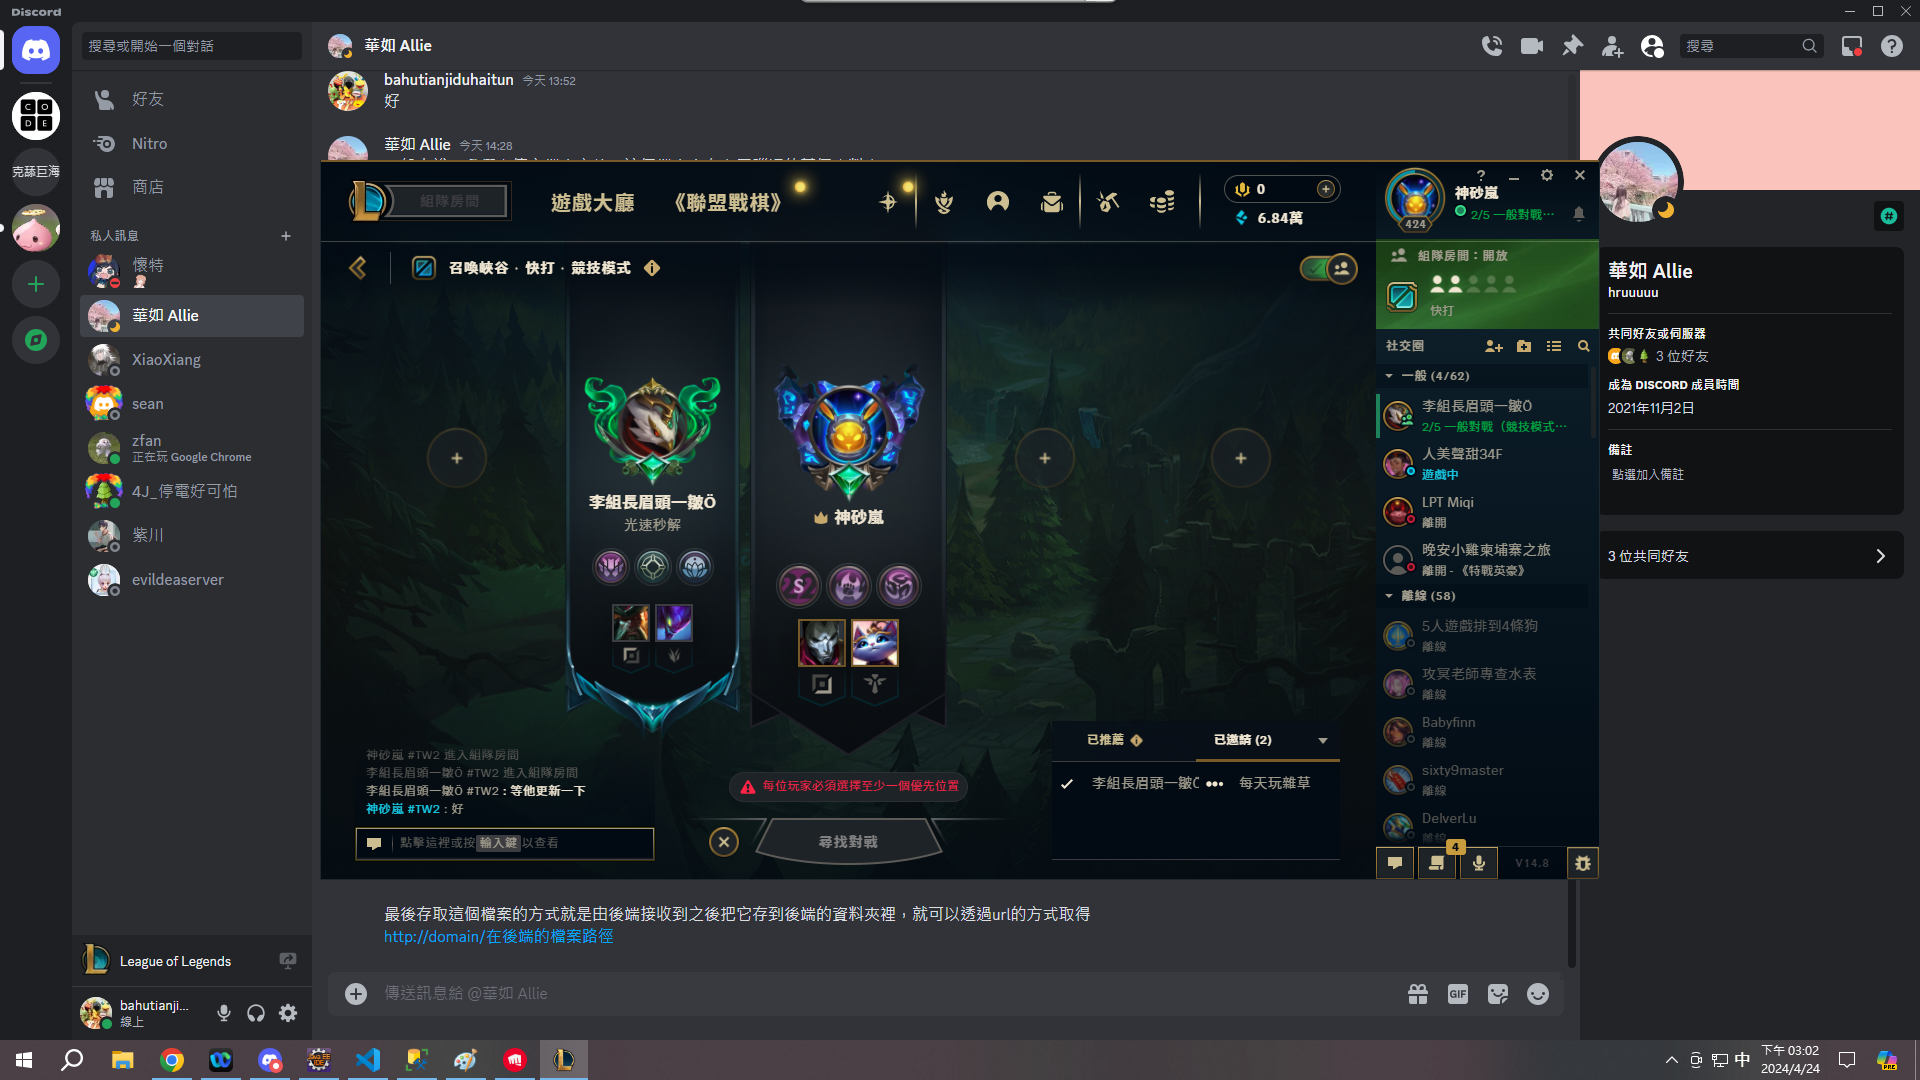 Discord
搜尋或開始一個對話
好友
Nitro
商店
私人訊息
懷特
華如 Allie
XiaoXiang
sean
zfan
正在玩 Google Chrome
4J_停電好可怕
紫川
evildeaserver
CODE
克蘇巨海
League of Legends
bahutianji...
線上
華如 Allie
搜尋
bahutianjiduhaitun 今天 13:52
好
華如 Allie 今天 14:28
組隊房間
遊戲大廳
《聯盟戰棋》
0
6.84萬
424
神砂嵐
2/5 一般對戰…
召喚峽谷 · 快打 · 競技模式
李組長眉頭一皺Ö
光速秒解
神砂嵐
S
神砂嵐 #TW2 進入組隊房間
李組長眉頭一皺Ö #TW2 進入組隊房間
李組長眉頭一皺Ö #TW2 : 等他更新一下
神砂嵐 #TW2 : 好
點擊這裡或按 輸入鍵 以查看
每位玩家必須選擇至少一個優先位置
尋找對戰
已推薦
已邀請 (2)
李組長眉頭一皺
每天玩雜草
組隊房間：開放
快打
社交圈
一般 (4/62)
李組長眉頭一皺Ö
2/5 一般對戰（競技模式…
人美聲甜34F
遊戲中
LPT Miqi
離開
晚安小雞柬埔寨之旅
離開 - 《特戰英豪》
離線 (58)
5人遊戲排到4條狗
離線
攻冥老師專查水表
離線
Babyfinn
離線
sixty9master
離線
DelverLu
離線
4
V14.8
最後存取這個檔案的方式就是由後端接收到之後把它存到後端的資料夾裡，就可以透過url的方式取得
http://domain/在後端的檔案路徑
傳送訊息給 @華如 Allie
GIF
華如 Allie
hruuuuu
共同好友或伺服器
3 位好友
成為 DISCORD 成員時間
2021年11月2日
備註
點選加入備註
3 位共同好友
中
下午 03:02
2024/4/24
PRE